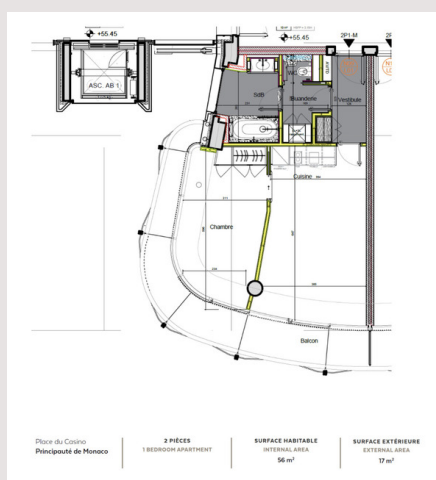 +55.45
+55.45
2P1-M
ASC. AB 1
WC
SdB
Buanderie
Vestibule
Cuisine
Chambre
Balcon
Place du Casino
Principauté de Monaco
2 PIÈCES
1 BEDROOM APARTMENT
SURFACE HABITABLE
INTERNAL AREA
56 m²
SURFACE EXTÉRIEURE
EXTERNAL AREA
17 m²